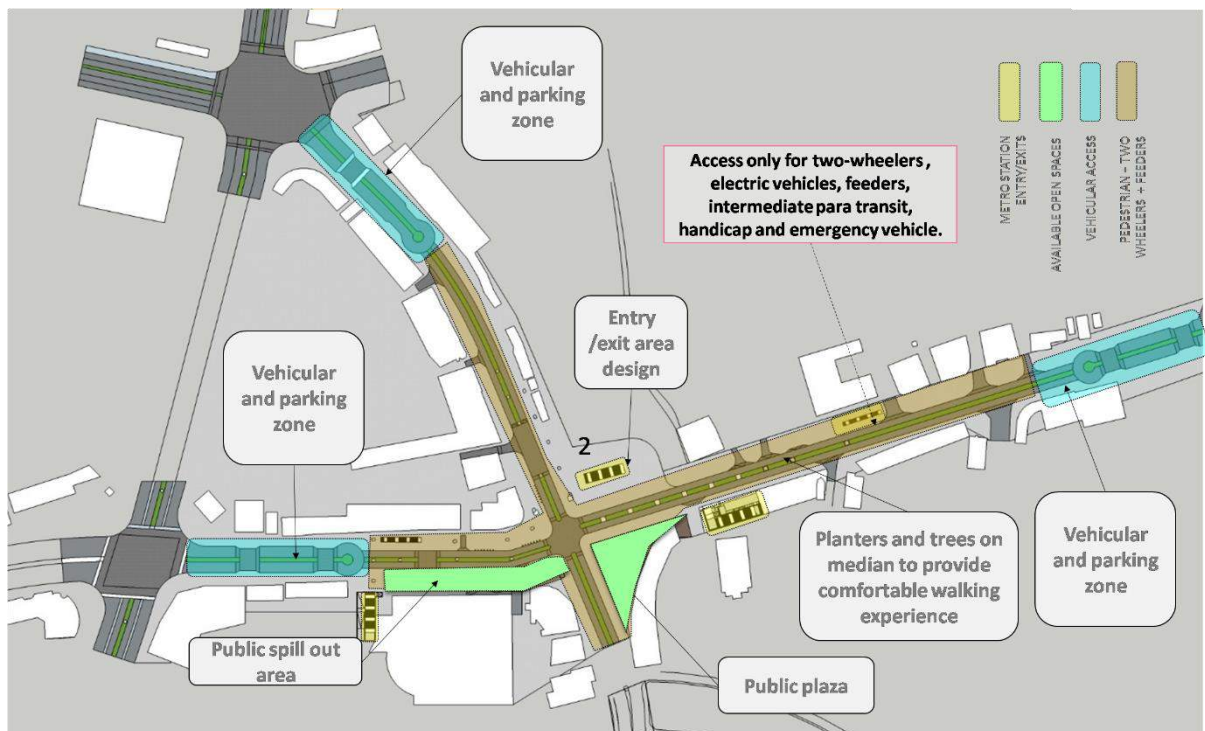 Vehicular
and parking
zone
Access only for two-wheelers ,
electric vehicles, feeders,
intermediate para transit,
handicap and emergency vehicle.
METRO STATION
ENTRY/EXITS
AVAILABLE OPEN SPACES
VEHICULAR ACCESS
PEDESTRIAN – TWO
WHEELERS + FEEDERS
Entry
/exit area
design
Vehicular
and parking
zone
2
Planters and trees on
median to provide
comfortable walking
experience
Vehicular
and parking
zone
Public spill out
area
Public plaza